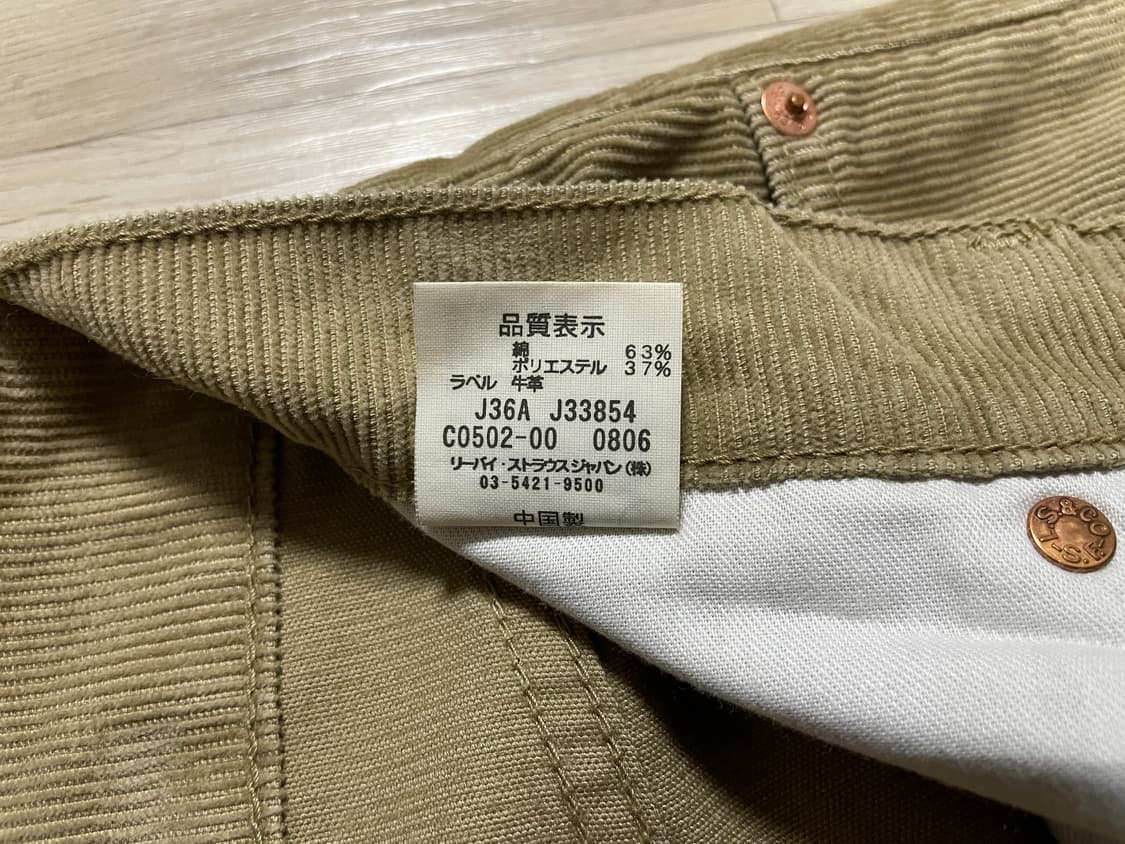 品質表示
綿 63%
ポリエステル 37%
ラベル 牛革
J36A J33854
C0502-00 0806
リーバイ・ストラウスジャパン(株)
03-5421-9500
中国製
L.S.&CO. S.F.